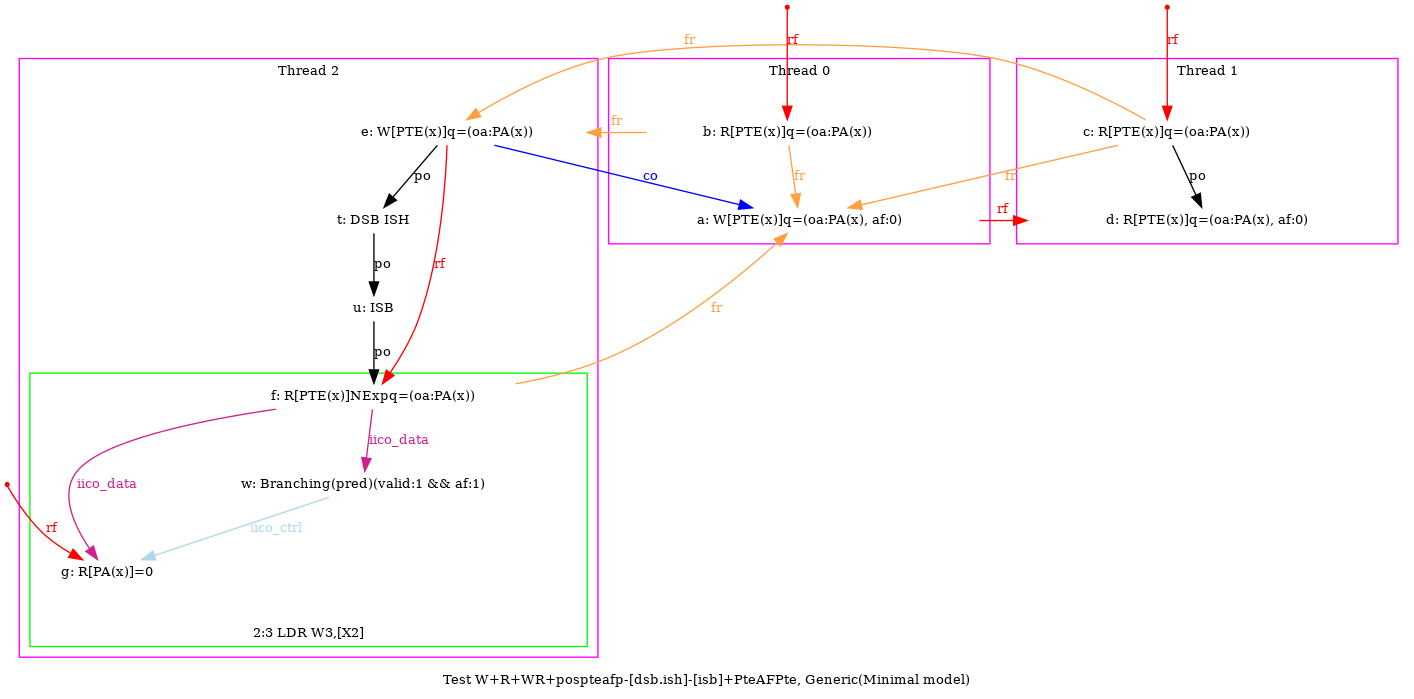 rf
rf
fr
Thread 2
Thread 0
Thread 1
fr
e: W[PTE(x)]q=(oa:PA(x))
b: R[PTE(x)]q=(oa:PA(x))
c: R[PTE(x)]q=(oa:PA(x))
po
co
fr
fr
po
rf
t: DSB ISH
a: W[PTE(x)]q=(oa:PA(x), af:0)
d: R[PTE(x)]q=(oa:PA(x), af:0)
po
rf
u: ISB
fr
po
f: R[PTE(x)]NExpq=(oa:PA(x))
iico_data
iico_data
w: Branching(pred)(valid:1 && af:1)
rf
iico_ctrl
g: R[PA(x)]=0
2:3 LDR W3,[X2]
Test W+R+WR+pospteafp-[dsb.ish]-[isb]+PteAFPte, Generic(Minimal model)